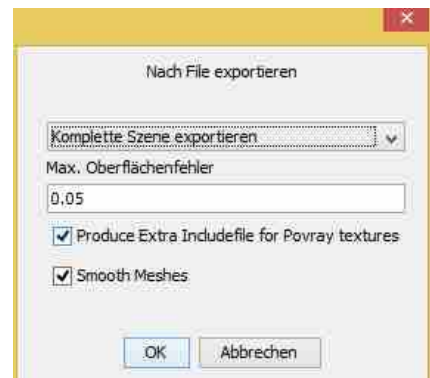 Nach File exportieren
Komplette Szene exportieren
Max. Oberflächenfehler
0.05
Produce Extra Includefile for Povray textures
Smooth Meshes
OK Abbrechen